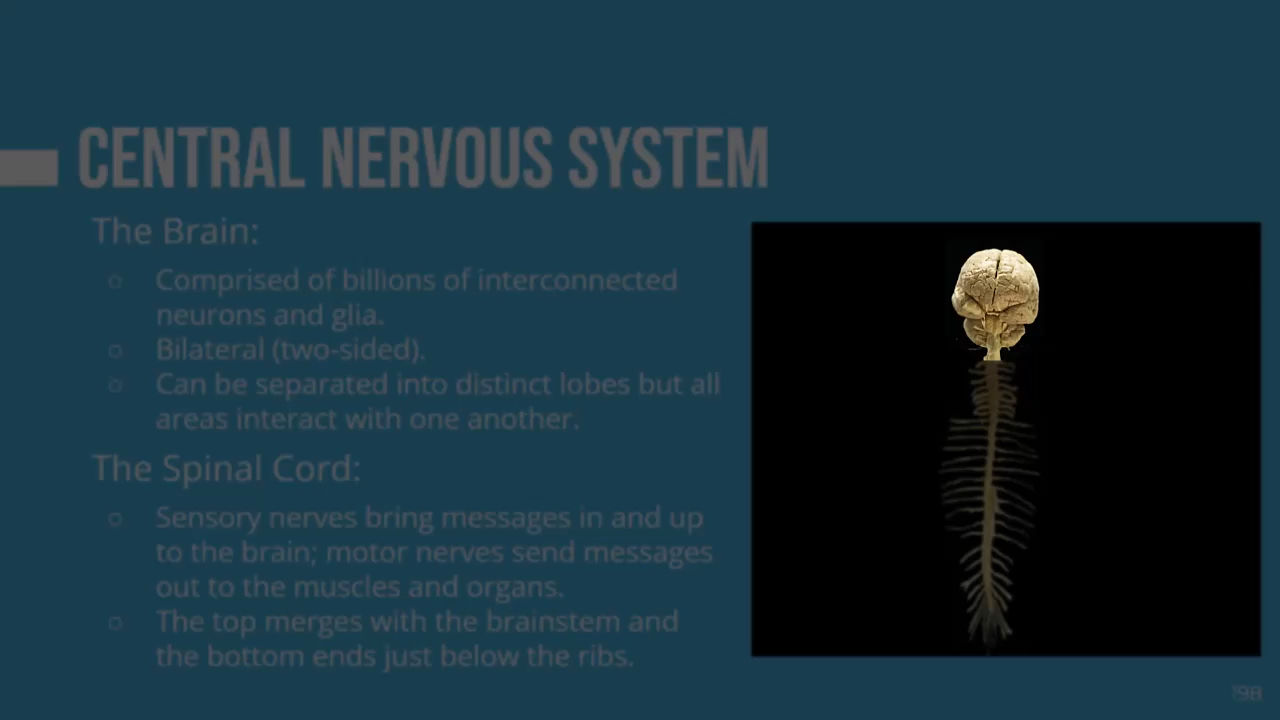 CENTRAL NERVOUS SYSTEM
The Brain:
Comprised of billions of interconnected
neurons and glia.
Bilateral (two-sided).
Can be separated into distinct lobes but all
areas interact with one another.
The Spinal Cord:
Sensory nerves bring messages in and up
to the brain; motor nerves send messages
out to the muscles and organs.
The top merges with the brainstem and
the bottom ends just below the ribs.